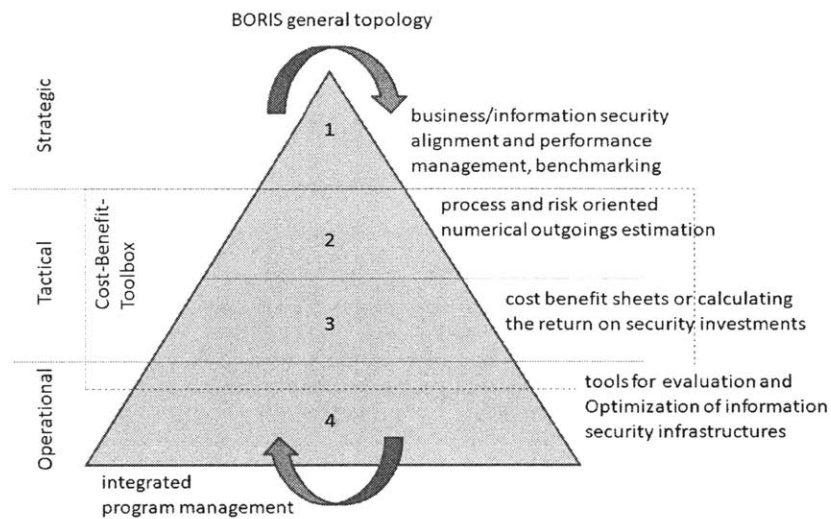 BORIS general topology
Strategic
1
business/information security
alignment and performance
management, benchmarking
Cost-Benefit-
Toolbox
process and risk oriented
numerical outgoings estimation
2
Tactical
3
cost benefit sheets or calculating
the return on security investments
Operational
4
tools for evaluation and
Optimization of information
security infrastructures
integrated
program management